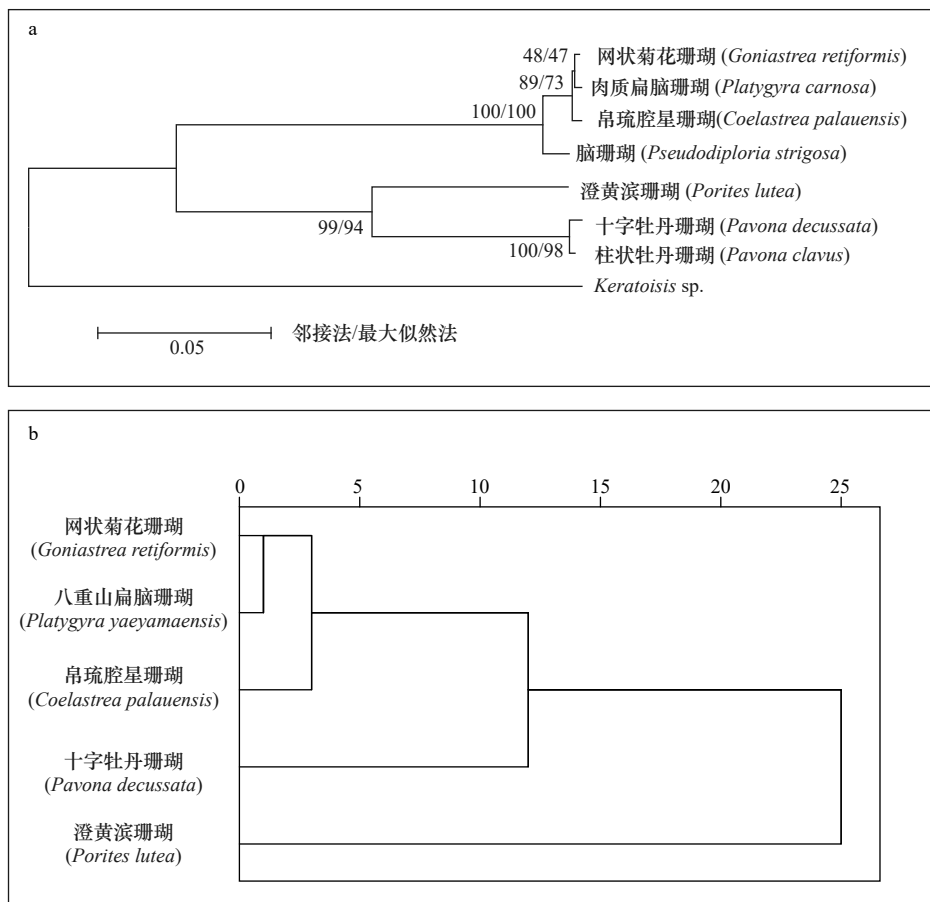 a
48/47
网状菊花珊瑚 (Goniastrea retiformis)
89/73
肉质扁脑珊瑚 (Platygyra carnosa)
100/100
帛琉腔星珊瑚(Coelastrea palauensis)
脑珊瑚 (Pseudodiploria strigosa)
澄黄滨珊瑚 (Porites lutea)
99/94
十字牡丹珊瑚 (Pavona decussata)
100/98
柱状牡丹珊瑚 (Pavona clavus)
Keratoisis sp.
0.05
邻接法/最大似然法
b
0 5 10 15 20 25
网状菊花珊瑚
(Goniastrea retiformis)
八重山扁脑珊瑚
(Platygyra yaeyamaensis)
帛琉腔星珊瑚
(Coelastrea palauensis)
十字牡丹珊瑚
(Pavona decussata)
澄黄滨珊瑚
(Porites lutea)